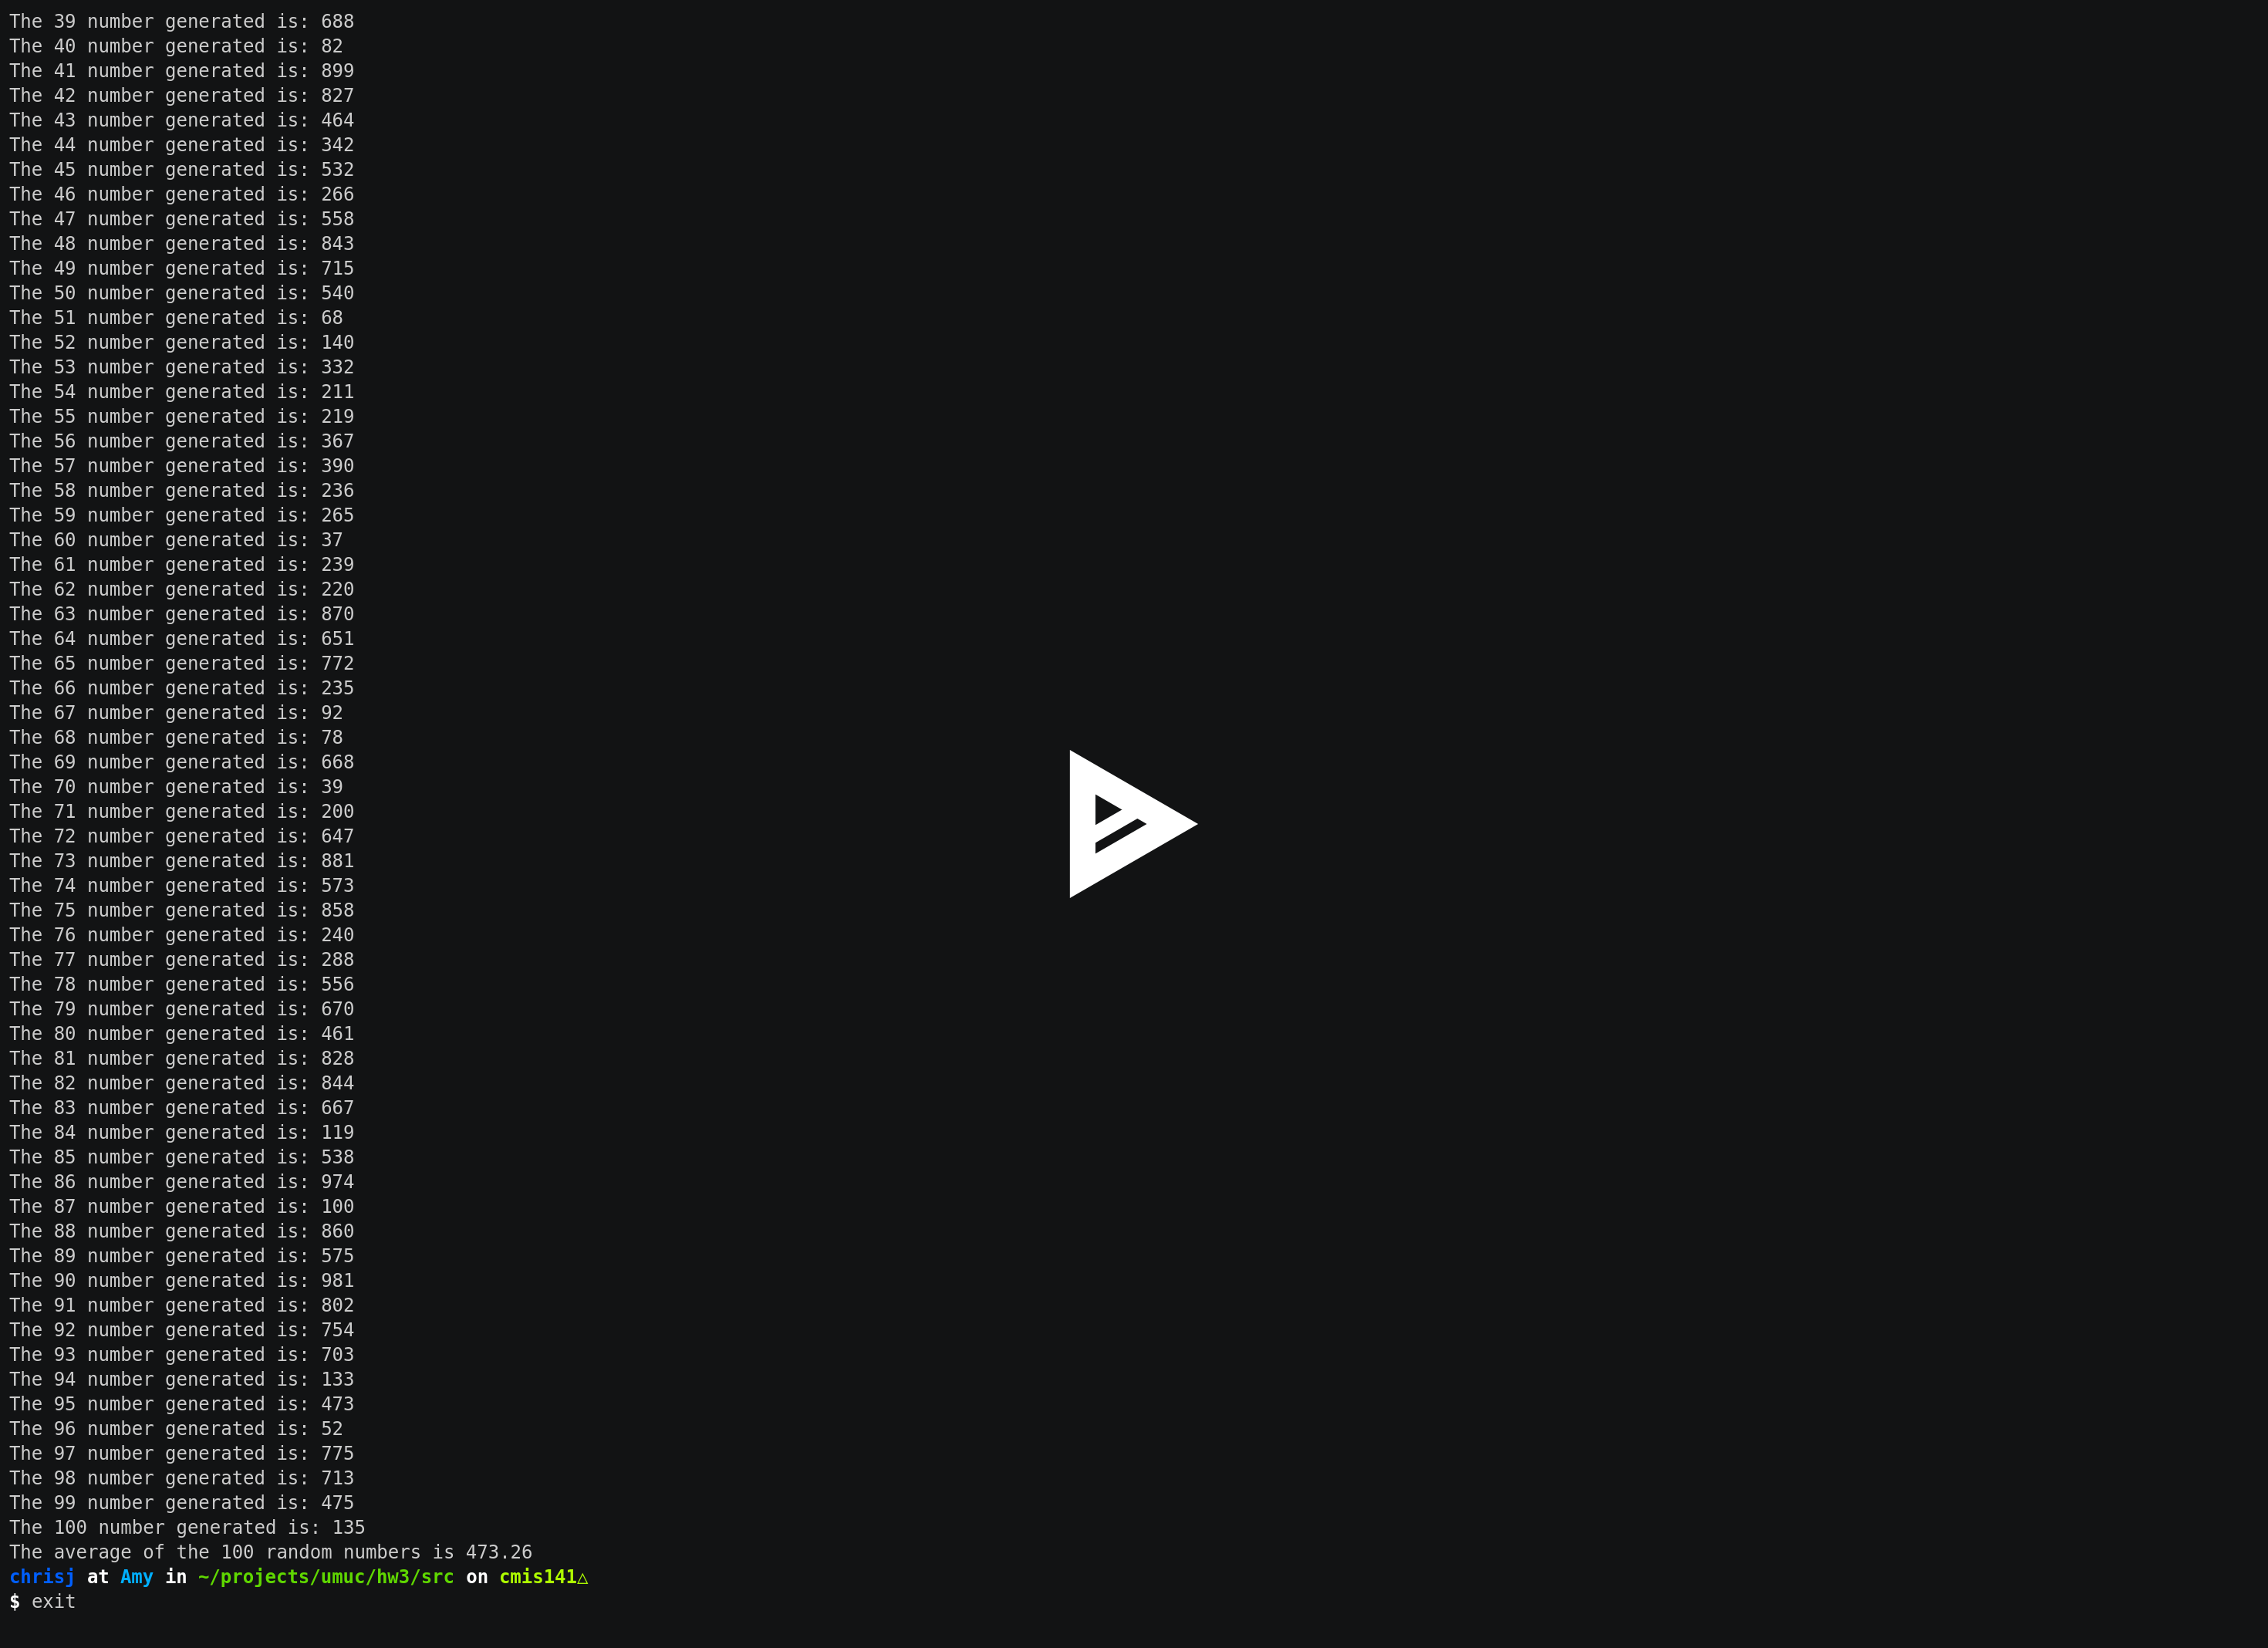 The 39 number generated is: 688
The 40 number generated is: 82
The 41 number generated is: 899
The 42 number generated is: 827
The 43 number generated is: 464
The 44 number generated is: 342
The 45 number generated is: 532
The 46 number generated is: 266
The 47 number generated is: 558
The 48 number generated is: 843
The 49 number generated is: 715
The 50 number generated is: 540
The 51 number generated is: 68
The 52 number generated is: 140
The 53 number generated is: 332
The 54 number generated is: 211
The 55 number generated is: 219
The 56 number generated is: 367
The 57 number generated is: 390
The 58 number generated is: 236
The 59 number generated is: 265
The 60 number generated is: 37
The 61 number generated is: 239
The 62 number generated is: 220
The 63 number generated is: 870
The 64 number generated is: 651
The 65 number generated is: 772
The 66 number generated is: 235
The 67 number generated is: 92
The 68 number generated is: 78
The 69 number generated is: 668
The 70 number generated is: 39
The 71 number generated is: 200
The 72 number generated is: 647
The 73 number generated is: 881
The 74 number generated is: 573
The 75 number generated is: 858
The 76 number generated is: 240
The 77 number generated is: 288
The 78 number generated is: 556
The 79 number generated is: 670
The 80 number generated is: 461
The 81 number generated is: 828
The 82 number generated is: 844
The 83 number generated is: 667
The 84 number generated is: 119
The 85 number generated is: 538
The 86 number generated is: 974
The 87 number generated is: 100
The 88 number generated is: 860
The 89 number generated is: 575
The 90 number generated is: 981
The 91 number generated is: 802
The 92 number generated is: 754
The 93 number generated is: 703
The 94 number generated is: 133
The 95 number generated is: 473
The 96 number generated is: 52
The 97 number generated is: 775
The 98 number generated is: 713
The 99 number generated is: 475
The 100 number generated is: 135
The average of the 100 random numbers is 473.26
chrisj at Amy in ~/projects/umuc/hw3/src on cmis141△
$ exit